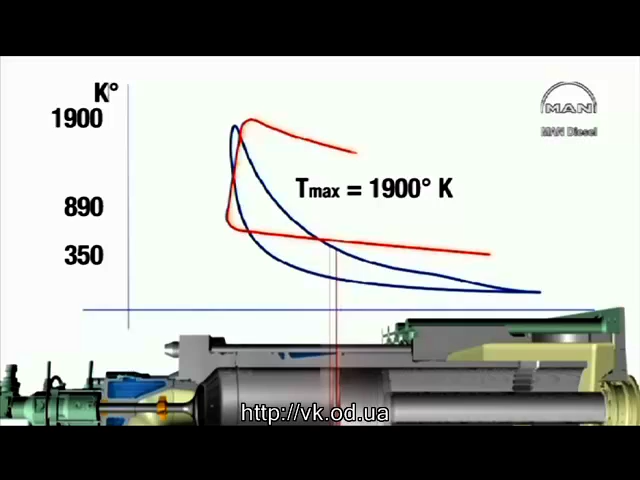 K°
1900
890
350
Tmax = 1900° K
MAN
MAN Diesel
http://vk.od.ua